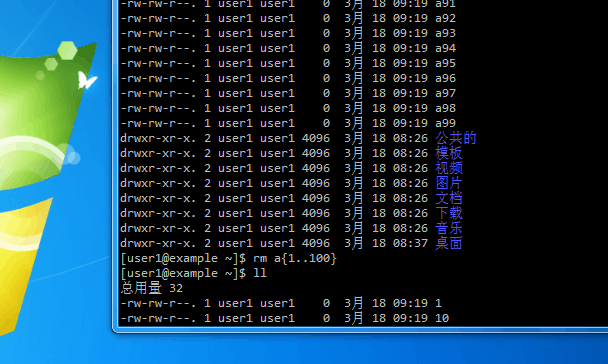 -rw-rw-r--. 1 user1 user1    0  3月 18 09:19 a91
-rw-rw-r--. 1 user1 user1    0  3月 18 09:19 a92
-rw-rw-r--. 1 user1 user1    0  3月 18 09:19 a93
-rw-rw-r--. 1 user1 user1    0  3月 18 09:19 a94
-rw-rw-r--. 1 user1 user1    0  3月 18 09:19 a95
-rw-rw-r--. 1 user1 user1    0  3月 18 09:19 a96
-rw-rw-r--. 1 user1 user1    0  3月 18 09:19 a97
-rw-rw-r--. 1 user1 user1    0  3月 18 09:19 a98
-rw-rw-r--. 1 user1 user1    0  3月 18 09:19 a99
drwxr-xr-x. 2 user1 user1 4096  3月 18 08:26 公共的
drwxr-xr-x. 2 user1 user1 4096  3月 18 08:26 模板
drwxr-xr-x. 2 user1 user1 4096  3月 18 08:26 视频
drwxr-xr-x. 2 user1 user1 4096  3月 18 08:26 图片
drwxr-xr-x. 2 user1 user1 4096  3月 18 08:26 文档
drwxr-xr-x. 2 user1 user1 4096  3月 18 08:26 下载
drwxr-xr-x. 2 user1 user1 4096  3月 18 08:26 音乐
drwxr-xr-x. 2 user1 user1 4096  3月 18 08:37 桌面
[user1@example ~]$ rm a{1..100}
[user1@example ~]$ ll
总用量 32
-rw-rw-r--. 1 user1 user1    0  3月 18 09:19 1
-rw-rw-r--. 1 user1 user1    0  3月 18 09:19 10